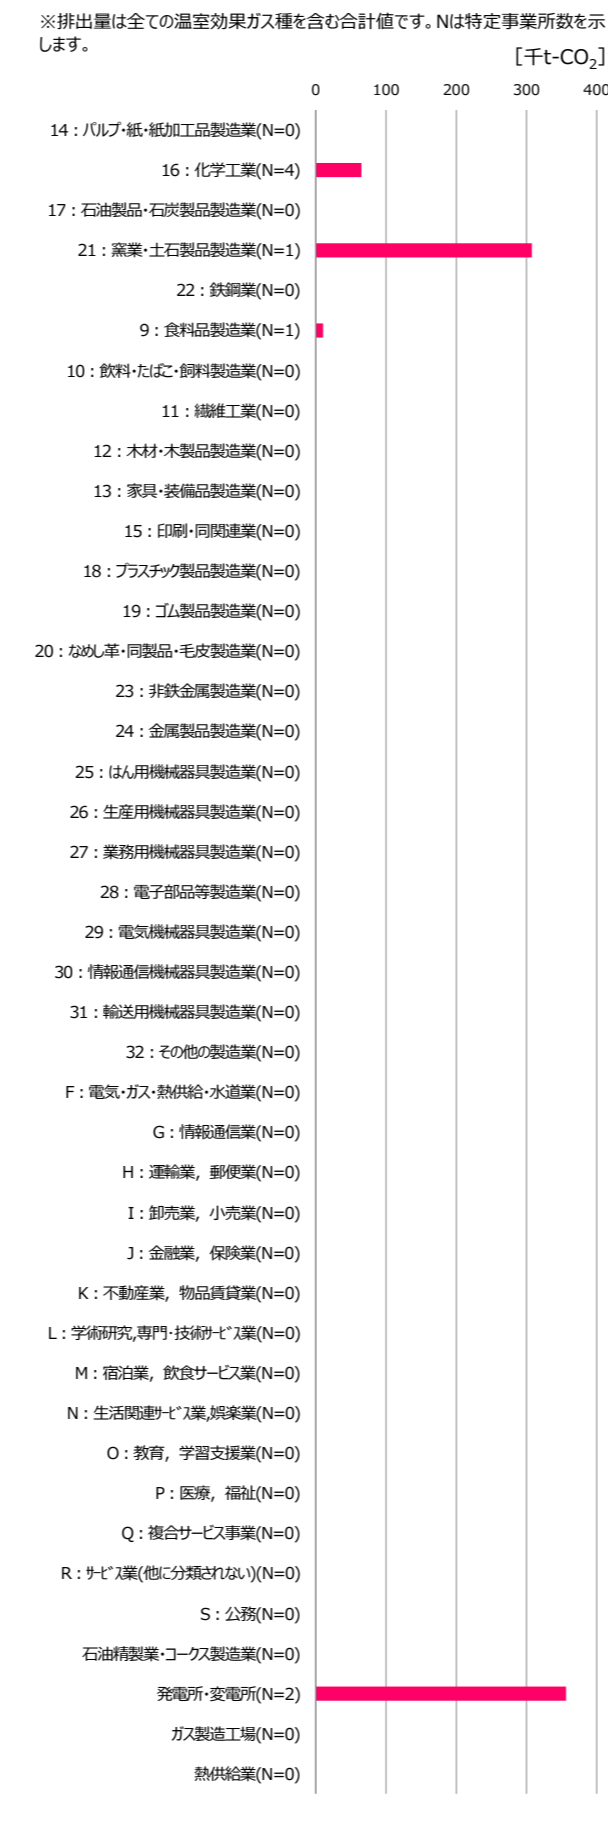 ※排出量は全ての温室効果ガス種を含む合計値です。Nは特定事業所数を示
します。
[千t-CO₂]
0 100 200 300 400
14：パルプ・紙・紙加工品製造業(N=0)
16：化学工業(N=4)
17：石油製品・石炭製品製造業(N=0)
21：窯業・土石製品製造業(N=1)
22：鉄鋼業(N=0)
9：食料品製造業(N=1)
10：飲料・たばこ・飼料製造業(N=0)
11：繊維工業(N=0)
12：木材・木製品製造業(N=0)
13：家具・装備品製造業(N=0)
15：印刷・同関連業(N=0)
18：プラスチック製品製造業(N=0)
19：ゴム製品製造業(N=0)
20：なめし革・同製品・毛皮製造業(N=0)
23：非鉄金属製造業(N=0)
24：金属製品製造業(N=0)
25：はん用機械器具製造業(N=0)
26：生産用機械器具製造業(N=0)
27：業務用機械器具製造業(N=0)
28：電子部品等製造業(N=0)
29：電気機械器具製造業(N=0)
30：情報通信機械器具製造業(N=0)
31：輸送用機械器具製造業(N=0)
32：その他の製造業(N=0)
F：電気・ガス・熱供給・水道業(N=0)
G：情報通信業(N=0)
H：運輸業，郵便業(N=0)
I：卸売業，小売業(N=0)
J：金融業，保険業(N=0)
K：不動産業，物品賃貸業(N=0)
L：学術研究,専門・技術ｻｰﾋﾞｽ業(N=0)
M：宿泊業，飲食サービス業(N=0)
N：生活関連ｻｰﾋﾞｽ業,娯楽業(N=0)
O：教育，学習支援業(N=0)
P：医療，福祉(N=0)
Q：複合サービス事業(N=0)
R：ｻｰﾋﾞｽ業(他に分類されない)(N=0)
S：公務(N=0)
石油精製業・コークス製造業(N=0)
発電所・変電所(N=2)
ガス製造工場(N=0)
熱供給業(N=0)